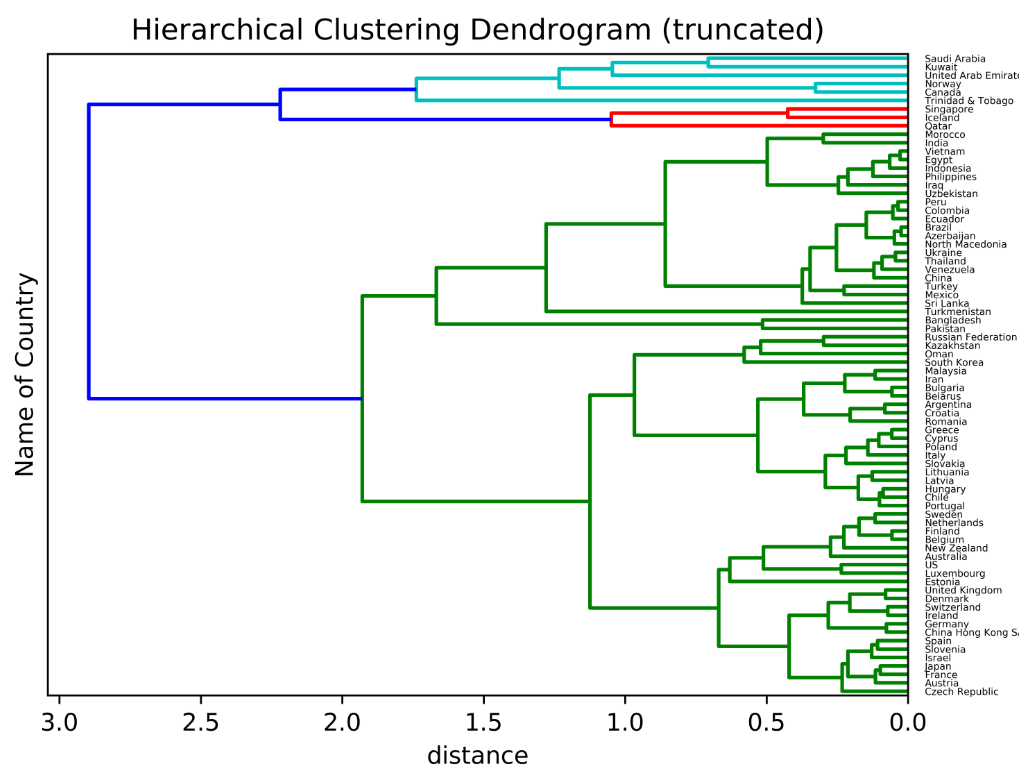 Hierarchical Clustering Dendrogram (truncated)
Saudi Arabia
Kuwait
United Arab Emirate
Norway
Canada
Trinidad & Tobago
Singapore
Iceland
Qatar
Morocco
India
Vietnam
Egypt
Indonesia
Philippines
Iraq
Uzbekistan
Peru
Colombia
Ecuador
Brazil
Azerbaijan
North Macedonia
Ukraine
Thailand
Venezuela
China
Turkey
Mexico
Sri Lanka
Turkmenistan
Bangladesh
Pakistan
Russian Federation
Kazakhstan
Oman
South Korea
Malaysia
Iran
Bulgaria
Belarus
Argentina
Croatia
Romania
Greece
Cyprus
Poland
Italy
Slovakia
Lithuania
Latvia
Hungary
Chile
Portugal
Sweden
Netherlands
Finland
Belgium
New Zealand
Australia
US
Luxembourg
Estonia
United Kingdom
Denmark
Switzerland
Ireland
Germany
China Hong Kong SA
Spain
Slovenia
Israel
Japan
France
Austria
Czech Republic
Name of Country
3.0 2.5 2.0 1.5 1.0 0.5 0.0
distance